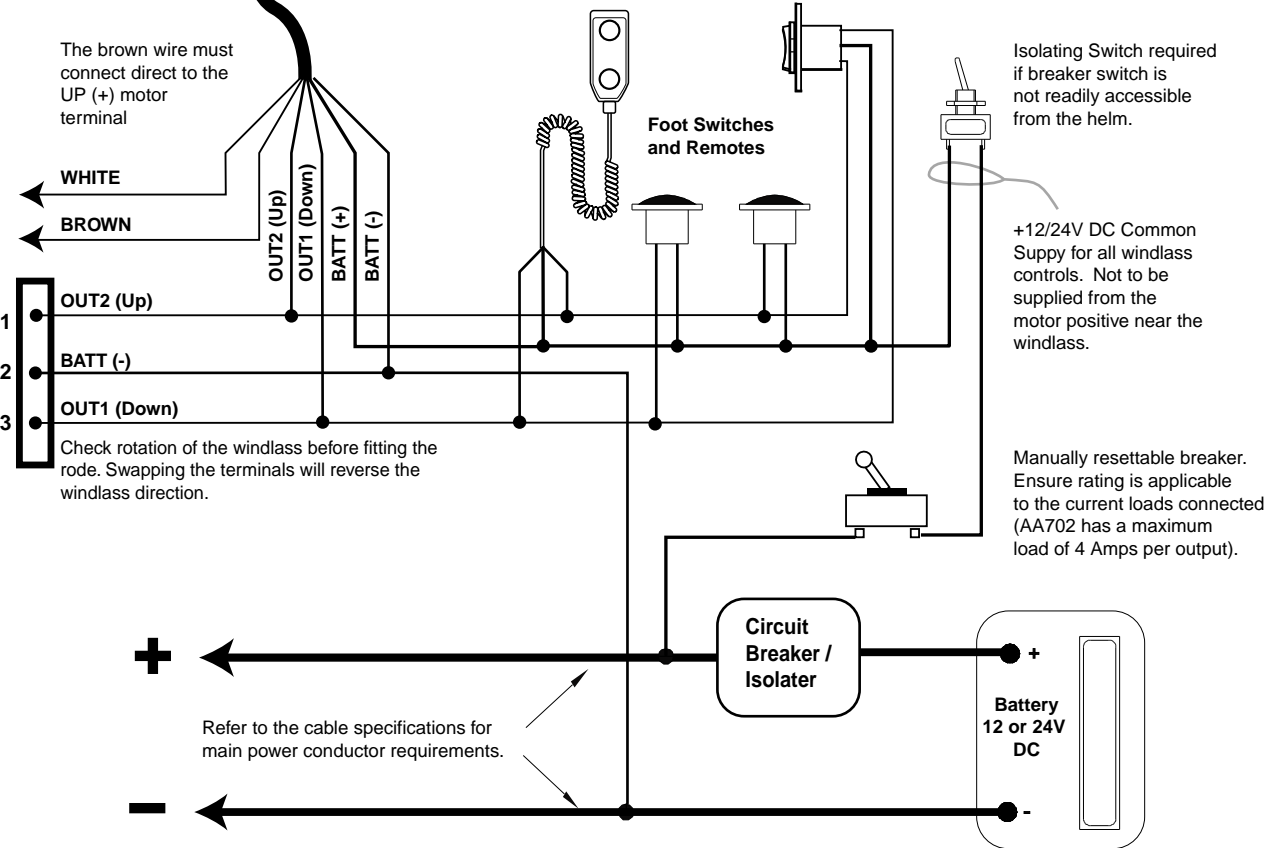 The brown wire must
connect direct to the
UP (+) motor
terminal
WHITE
BROWN
OUT2 (Up)
OUT1 (Down)
BATT (+)
BATT (-)
Foot Switches
and Remotes
Isolating Switch required
if breaker switch is
not readily accessible
from the helm.
+12/24V DC Common
Suppy for all windlass
controls. Not to be
supplied from the
motor positive near the
windlass.
1
OUT2 (Up)
2
BATT (-)
3
OUT1 (Down)
Check rotation of the windlass before fitting the
rode. Swapping the terminals will reverse the
windlass direction.
Manually resettable breaker.
Ensure rating is applicable
to the current loads connected
(AA702 has a maximum
load of 4 Amps per output).
+
Circuit
Breaker /
Isolater
+
Battery
12 or 24V
DC
Refer to the cable specifications for
main power conductor requirements.
-
-